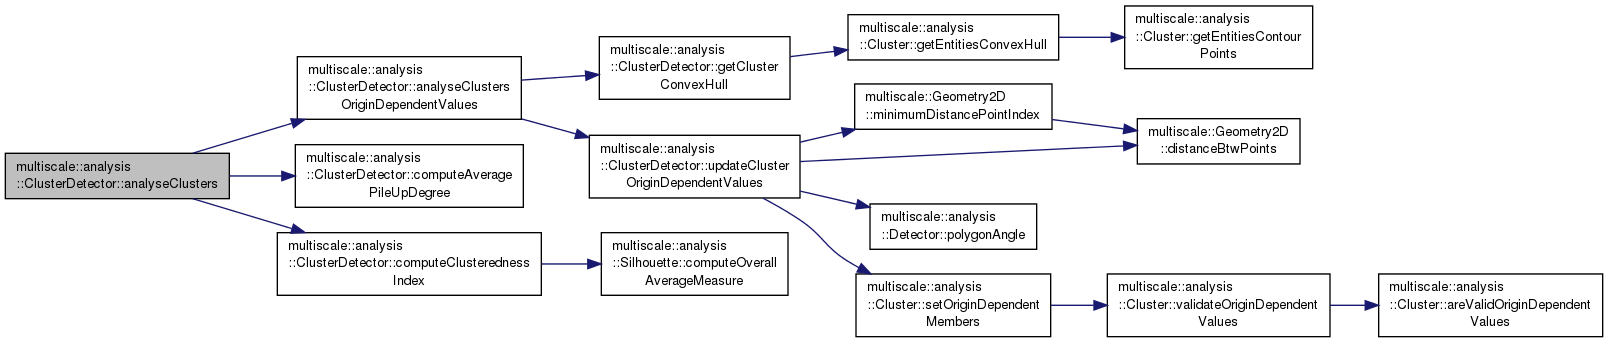 multiscale::analysis
::ClusterDetector::analyseClusters
multiscale::analysis
::ClusterDetector::analyseClusters
OriginDependentValues
multiscale::analysis
::ClusterDetector::computeAverage
PileUpDegree
multiscale::analysis
::ClusterDetector::computeClusteredness
Index
multiscale::analysis
::ClusterDetector::getCluster
ConvexHull
multiscale::analysis
::ClusterDetector::updateCluster
OriginDependentValues
multiscale::analysis
::Silhouette::computeOverall
AverageMeasure
multiscale::analysis
::Cluster::getEntitiesConvexHull
multiscale::Geometry2D
::minimumDistancePointIndex
multiscale::analysis
::Detector::polygonAngle
multiscale::analysis
::Cluster::setOriginDependent
Members
multiscale::analysis
::Cluster::getEntitiesContour
Points
multiscale::Geometry2D
::distanceBtwPoints
multiscale::analysis
::Cluster::validateOriginDependent
Values
multiscale::analysis
::Cluster::areValidOriginDependent
Values